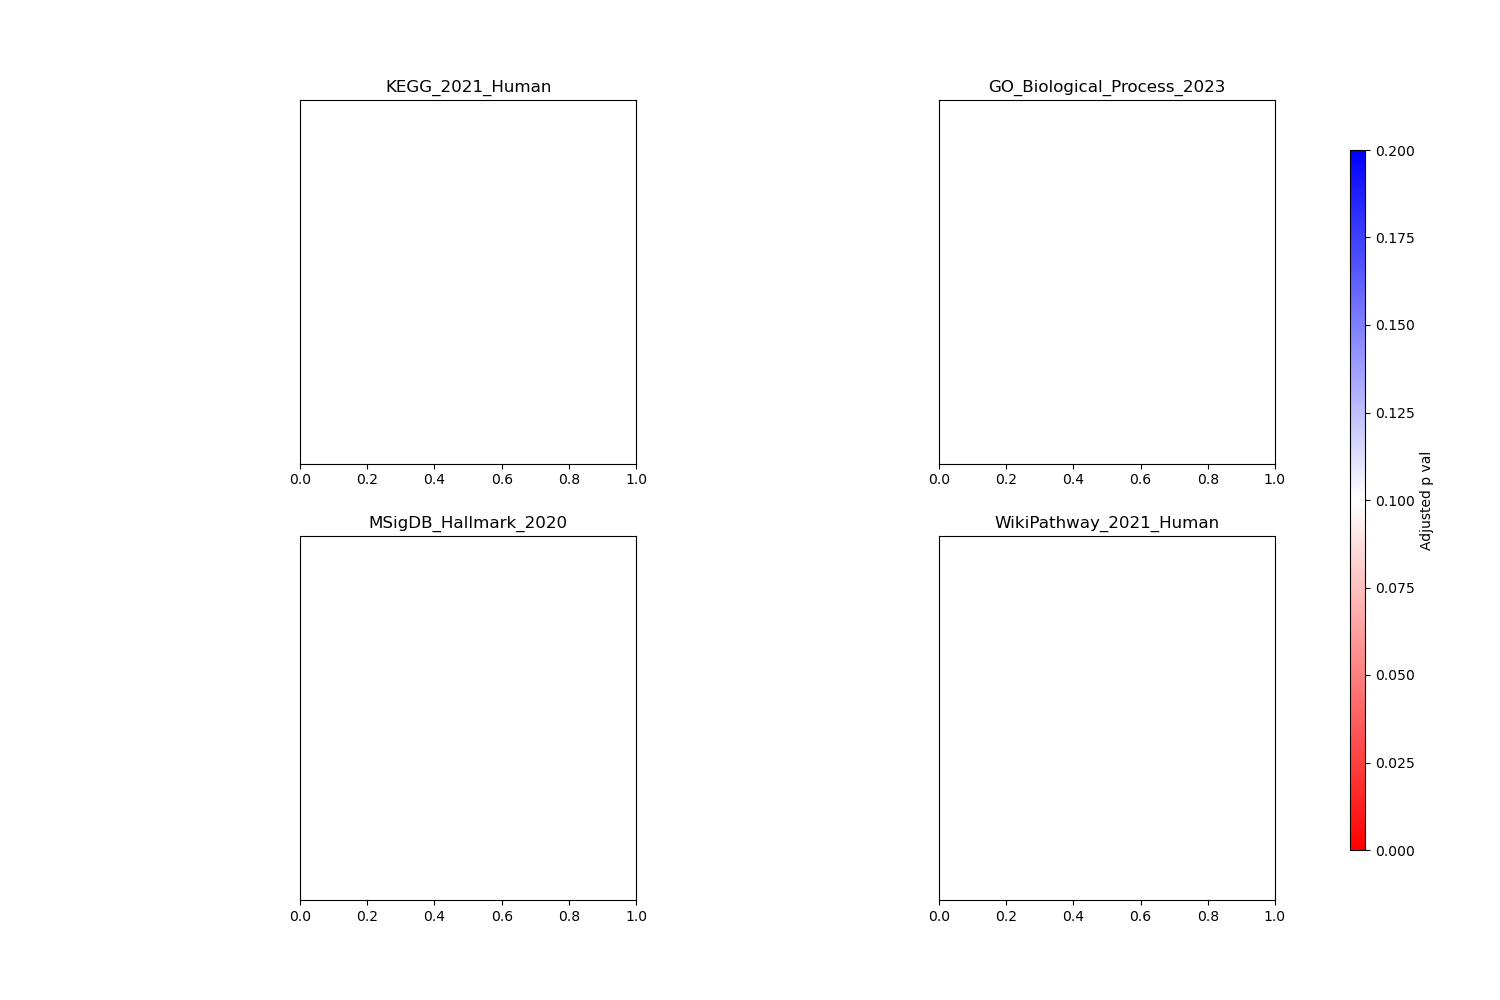 KEGG_2021_Human
GO_Biological_Process_2023
0.0 0.2 0.4 0.6 0.8 1.0
0.0 0.2 0.4 0.6 0.8 1.0
MSigDB_Hallmark_2020
WikiPathway_2021_Human
0.0 0.2 0.4 0.6 0.8 1.0
0.0 0.2 0.4 0.6 0.8 1.0
0.200
0.175
0.150
0.125
0.100
0.075
0.050
0.025
0.000
Adjusted p val